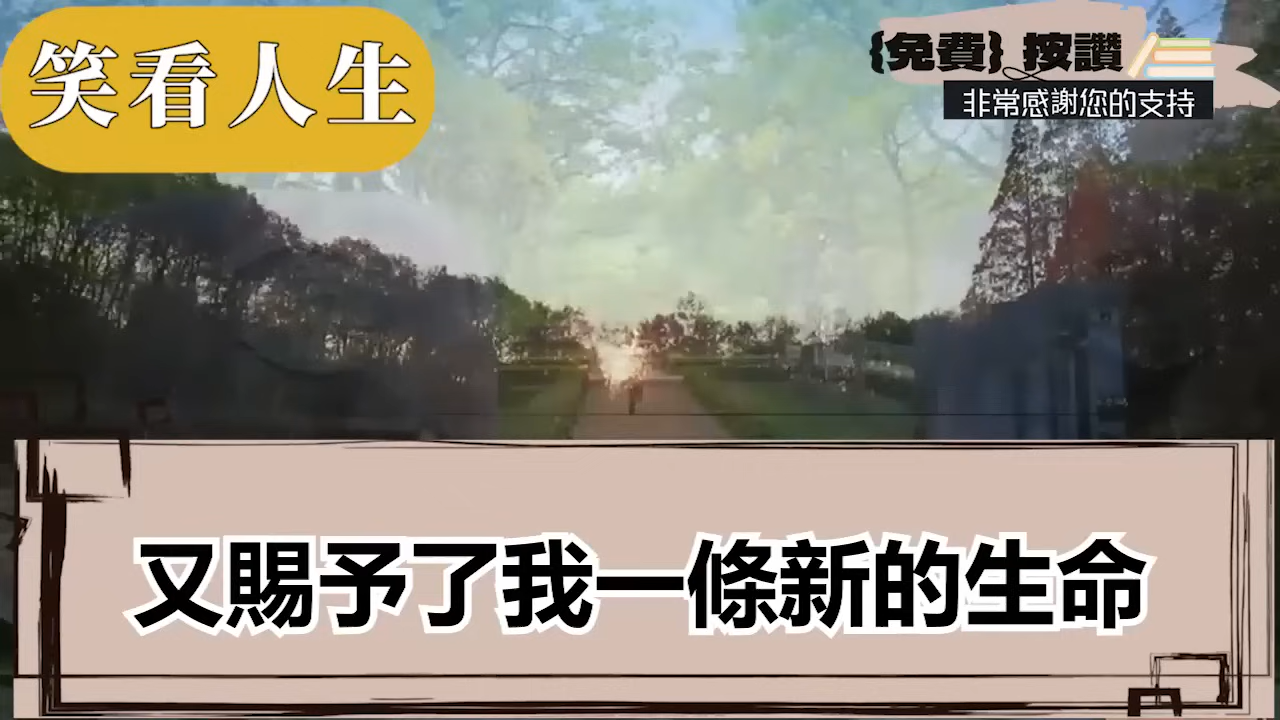 笑看人生
{免費} 按讚
非常感謝您的支持
又賜予了我一條新的生命